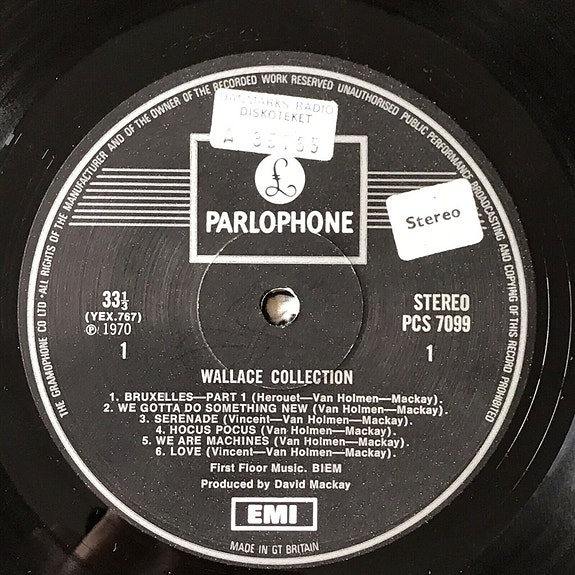 THE GRAMOPHONE CO LTD • ALL RIGHTS OF THE MANUFACTURER AND OF THE OWNER OF THE RECORDED WORK RESERVED UNAUTHORISED PUBLIC PERFORMANCE BROADCASTING AND COPYING OF THIS RECORD PROHIBITED
DANMARKS RADIO
DISKOTEKET
£
PARLOPHONE
Stereo
33⅓
(YEX.767)
Ⓟ 1970
1
STEREO
PCS 7099
1
WALLACE COLLECTION
1. BRUXELLES—PART 1 (Herouet—Van Holmen—Mackay).
2. WE GOTTA DO SOMETHING NEW (Van Holmen—Mackay).
3. SERENADE (Vincent—Van Holmen—Mackay).
4. HOCUS POCUS (Van Holmen—Mackay).
5. WE ARE MACHINES (Van Holmen—Mackay).
6. LOVE (Vincent—Van Holmen—Mackay).
First Floor Music. BIEM
Produced by David Mackay
EMI
MADE IN GT BRITAIN